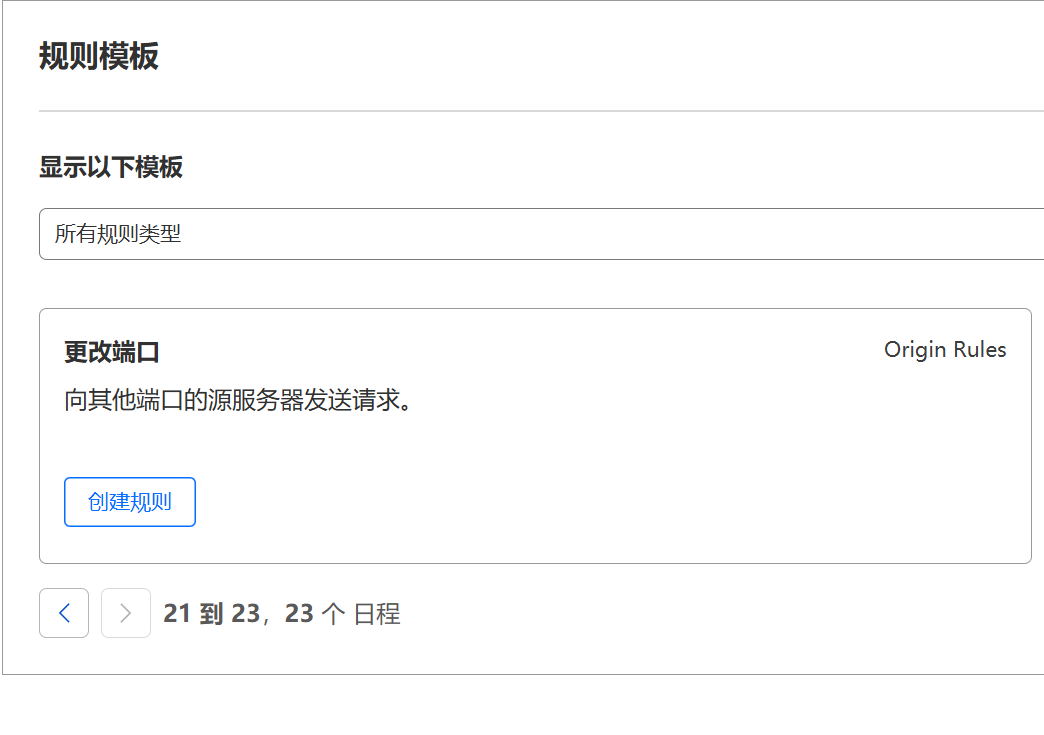 规则模板
显示以下模板
所有规则类型
更改端口
Origin Rules
向其他端口的源服务器发送请求。
创建规则
21 到 23，23 个 日程